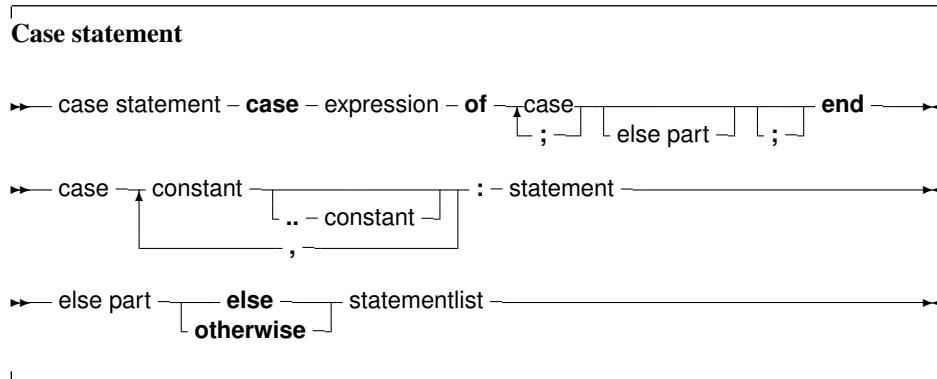 Case statement
case statement case expression of case end
; else part ;
case constant : statement
.. constant
,
else part else statementlist
otherwise